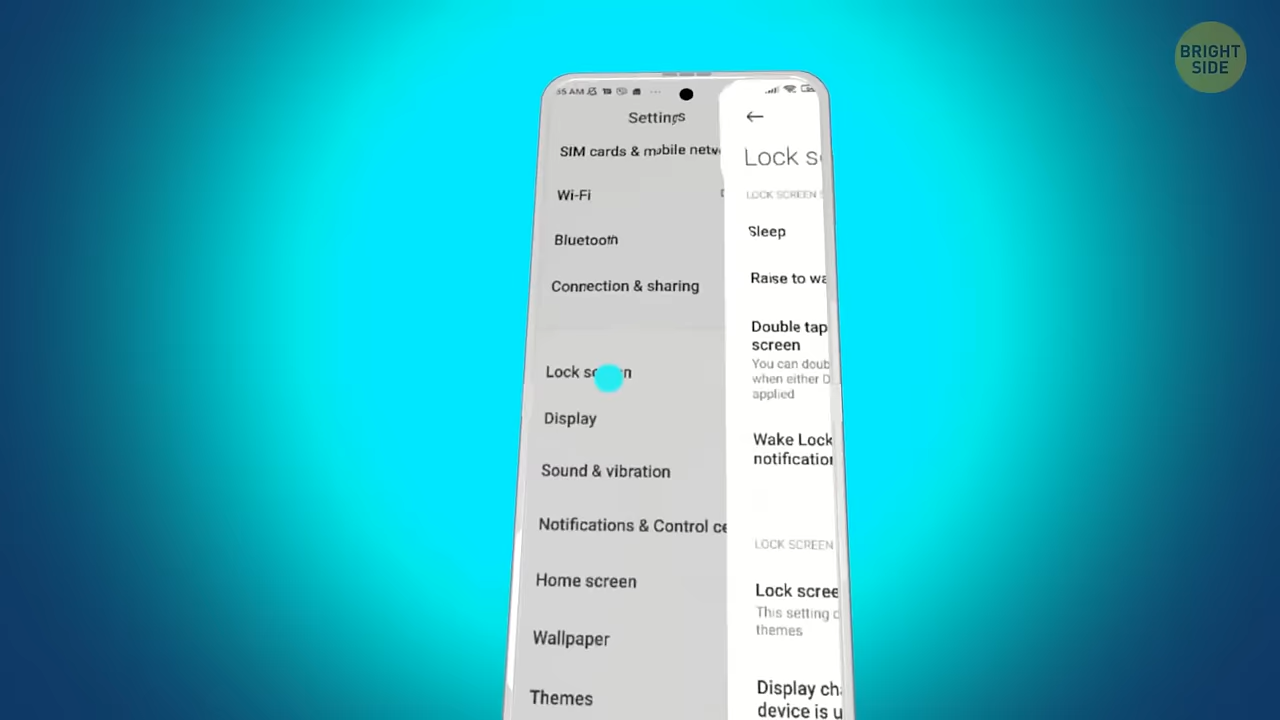 BRIGHT
SIDE
Settings
SIM cards & mobile
Wi-Fi
Bluetooth
Connection & sharing
Lock screen
Display
Sound & vibration
Notifications & Control ce
Home screen
Wallpaper
Themes
Lock s
LOCK SCREEN
Sleep
Raise to wa
Double tap
screen
You can doub
when either D
applied
Wake Lock
notification
LOCK SCREEN
Lock scree
This setting
themes
Display ch
device is u